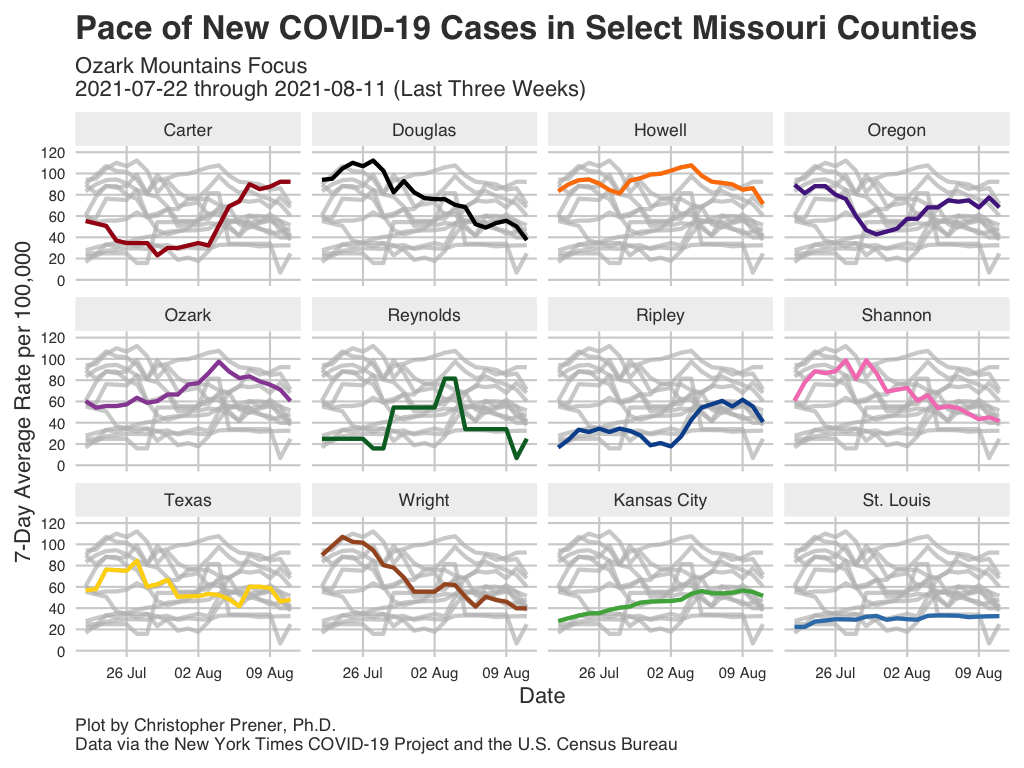 Pace of New COVID-19 Cases in Select Missouri Counties
Ozark Mountains Focus
2021-07-22 through 2021-08-11 (Last Three Weeks)
7-Day Average Rate per 100,000
Carter
Douglas
Howell
Oregon
120
100
80
60
40
20
0
Ozark
Reynolds
Ripley
Shannon
120
100
80
60
40
20
0
Texas
Wright
Kansas City
St. Louis
120
100
80
60
40
20
0
26 Jul 02 Aug 09 Aug
26 Jul 02 Aug 09 Aug
26 Jul 02 Aug 09 Aug
26 Jul 02 Aug 09 Aug
Date
Plot by Christopher Prener, Ph.D.
Data via the New York Times COVID-19 Project and the U.S. Census Bureau